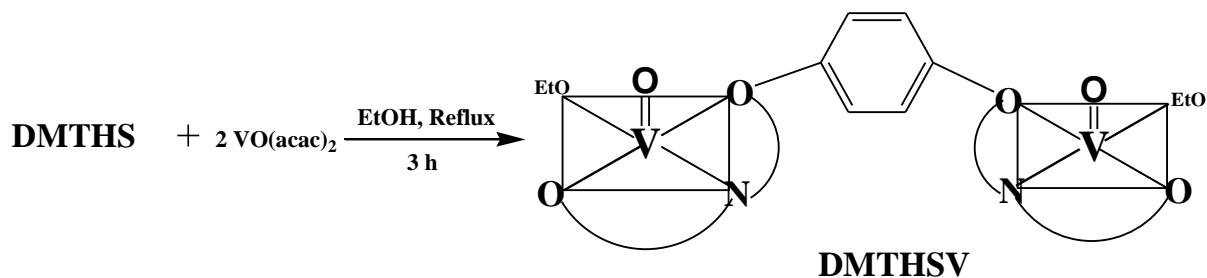 DMTHS + 2 VO(acac)₂ EtOH, Reflux
3 h
EtO O O V O N
O O EtO V N O
DMTHSV